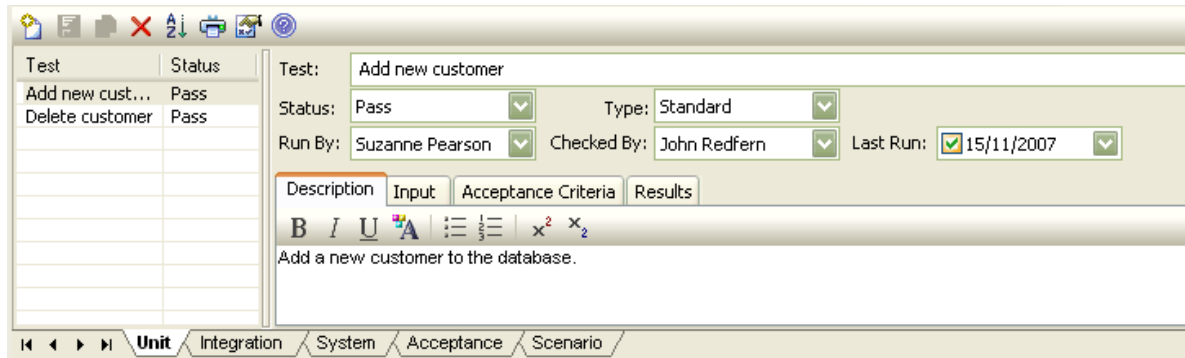 Test Status
Add new cust... Pass
Delete customer Pass
Test: Add new customer
Status: Pass Type: Standard
Run By: Suzanne Pearson Checked By: John Redfern Last Run: 15/11/2007
Description Input Acceptance Criteria Results
B I U A x² x₂
Add a new customer to the database.
Unit Integration System Acceptance Scenario